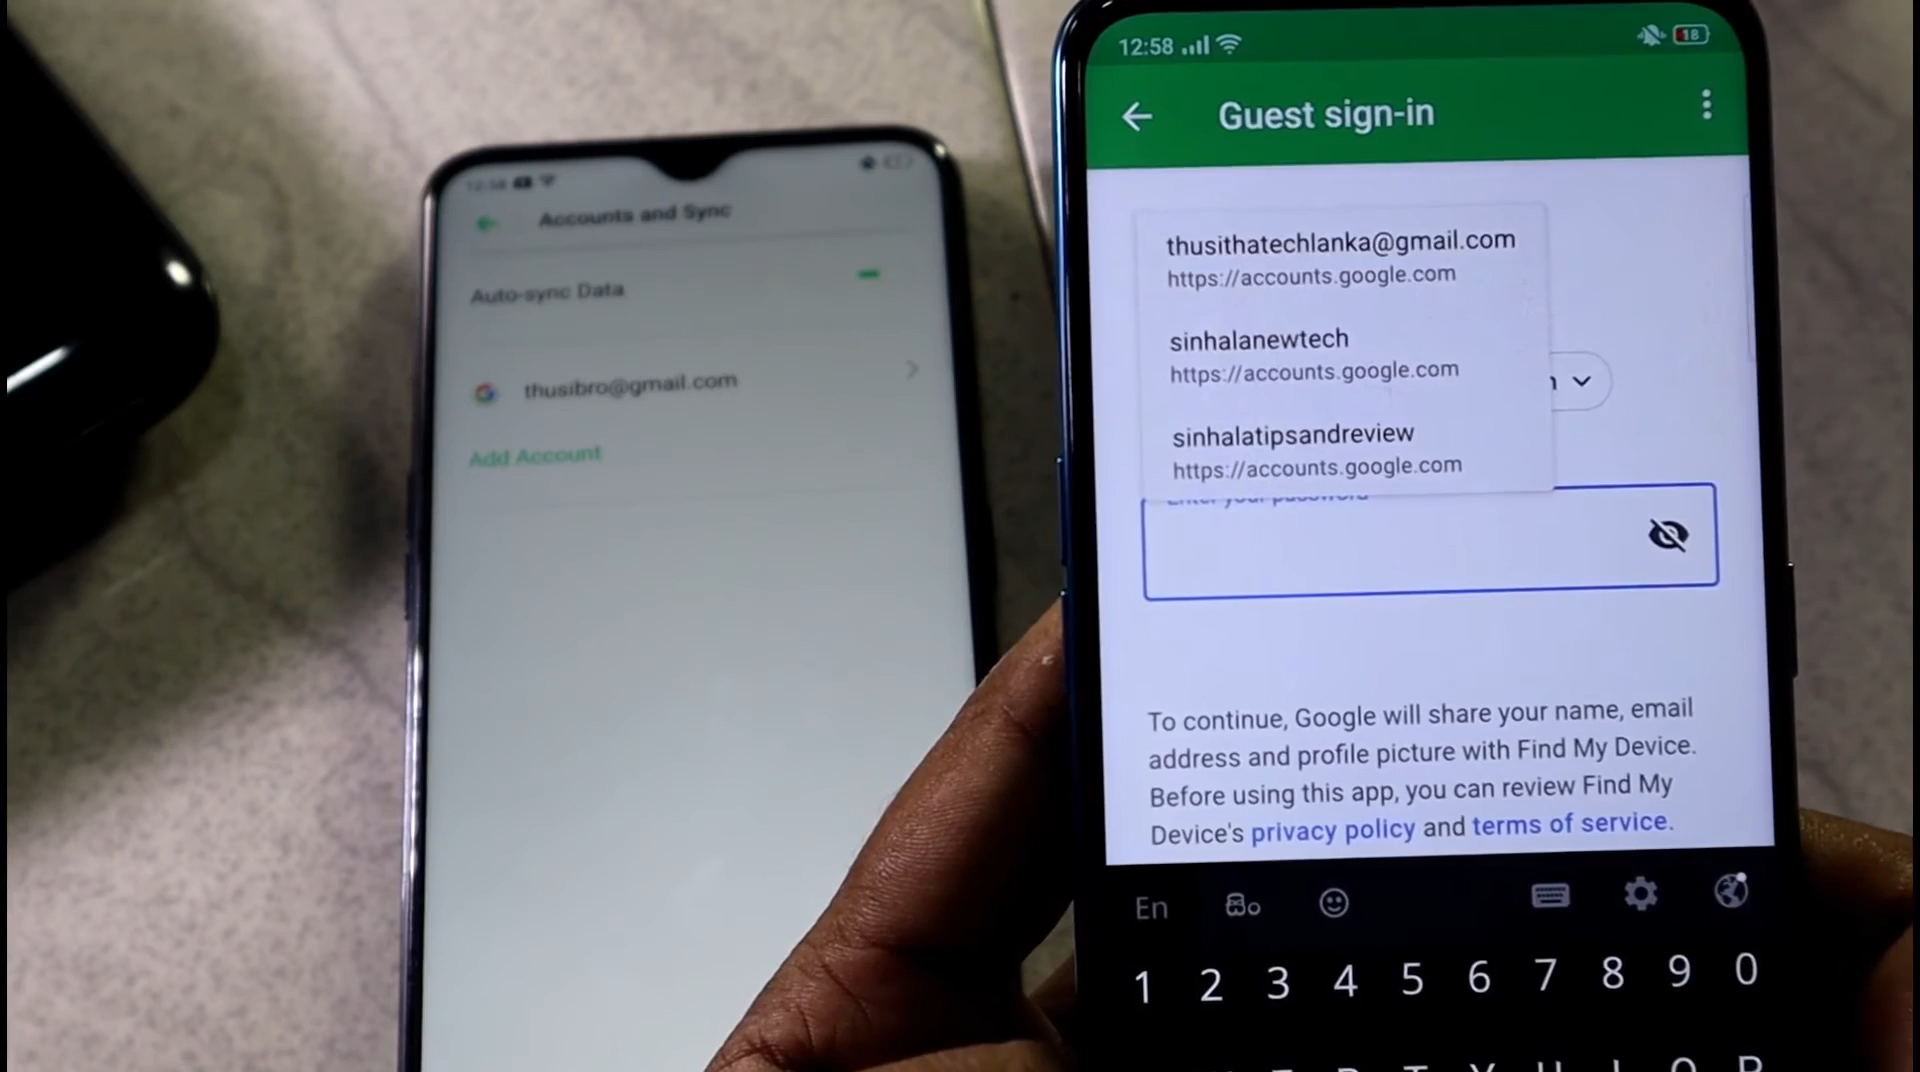 12:58
Accounts and Sync
Auto-sync Data
thusibro@gmail.com
Add Account
12:58
18
Guest sign-in
thusithatechlanka@gmail.com
https://accounts.google.com
sinhalanewtech
https://accounts.google.com
sinhalatipsandreview
https://accounts.google.com
Enter your password
To continue, Google will share your name, email
address and profile picture with Find My Device.
Before using this app, you can review Find My
Device's privacy policy and terms of service.
En
1 2 3 4 5 6 7 8 9 0